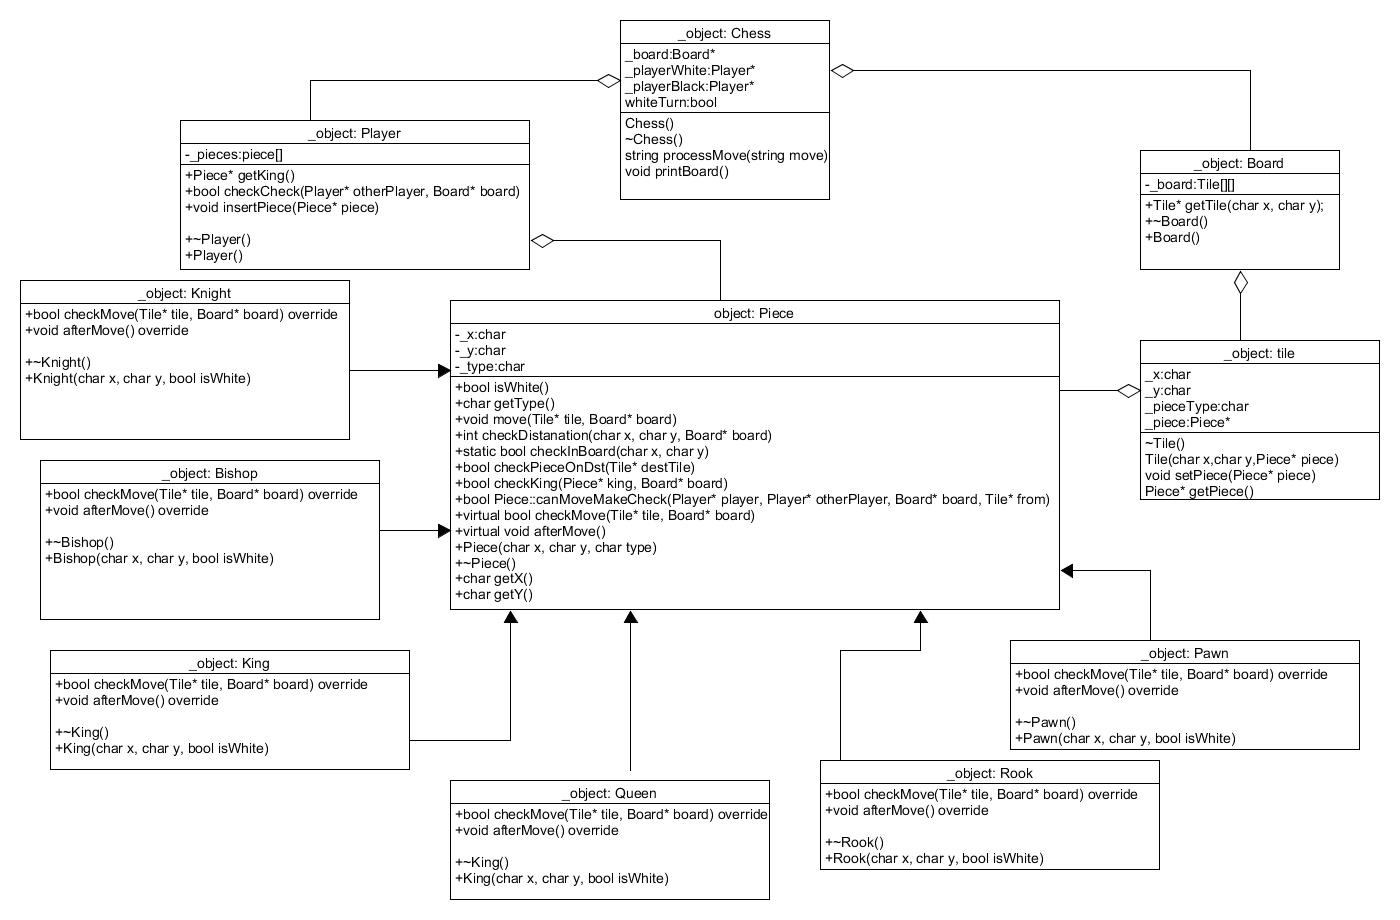 _object: Chess
_board:Board*
_playerWhite:Player*
_playerBlack:Player*
whiteTurn:bool
Chess()
~Chess()
string processMove(string move)
void printBoard()
_object: Player
-_pieces:piece[]
+Piece* getKing()
+bool checkCheck(Player* otherPlayer, Board* board)
+void insertPiece(Piece* piece)
+~Player()
+Player()
_object: Board
-_board:Tile[][]
+Tile* getTile(char x, char y);
+~Board()
+Board()
_object: Knight
+bool checkMove(Tile* tile, Board* board) override
+void afterMove() override
+~Knight()
+Knight(char x, char y, bool isWhite)
object: Piece
-_x:char
-_y:char
-_type:char
+bool isWhite()
+char getType()
+void move(Tile* tile, Board* board)
+int checkDistanation(char x, char y, Board* board)
+static bool checkInBoard(char x, char y)
+bool checkPieceOnDst(Tile* destTile)
+bool checkKing(Piece* king, Board* board)
+bool Piece::canMoveMakeCheck(Player* player, Player* otherPlayer, Board* board, Tile* from)
+virtual bool checkMove(Tile* tile, Board* board)
+virtual void afterMove()
+Piece(char x, char y, char type)
+~Piece()
+char getX()
+char getY()
_object: tile
_x:char
_y:char
_pieceType:char
_piece:Piece*
~Tile()
Tile(char x,char y,Piece* piece)
void setPiece(Piece* piece)
Piece* getPiece()
_object: Bishop
+bool checkMove(Tile* tile, Board* board) override
+void afterMove() override
+~Bishop()
+Bishop(char x, char y, bool isWhite)
_object: King
+bool checkMove(Tile* tile, Board* board) override
+void afterMove() override
+~King()
+King(char x, char y, bool isWhite)
_object: Queen
+bool checkMove(Tile* tile, Board* board) override
+void afterMove() override
+~King()
+King(char x, char y, bool isWhite)
_object: Rook
+bool checkMove(Tile* tile, Board* board) override
+void afterMove() override
+~Rook()
+Rook(char x, char y, bool isWhite)
_object: Pawn
+bool checkMove(Tile* tile, Board* board) override
+void afterMove() override
+~Pawn()
+Pawn(char x, char y, bool isWhite)